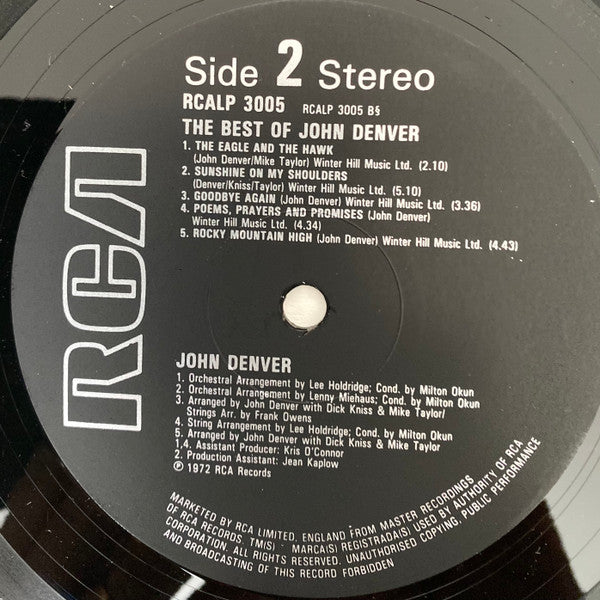 RCA
Side 2 Stereo
RCALP 3005 RCALP 3005 B§
THE BEST OF JOHN DENVER
1. THE EAGLE AND THE HAWK
(John Denver/Mike Taylor) Winter Hill Music Ltd. (2.10)
2. SUNSHINE ON MY SHOULDERS
(Denver/Kniss/Taylor) Winter Hill Music Ltd. (5.10)
3. GOODBYE AGAIN (John Denver) Winter Hill Music Ltd. (3.36)
4. POEMS, PRAYERS AND PROMISES (John Denver)
Winter Hill Music Ltd. (4.34)
5. ROCKY MOUNTAIN HIGH (John Denver) Winter Hill Music Ltd. (4.43)
JOHN DENVER
1. Orchestral Arrangement by Lee Holdridge; Cond. by Milton Okun
2. Orchestral Arrangement by Lenny Miehaus; Cond. by Milton Okun
3. Arranged by John Denver with Dick Kniss & Mike Taylor/
Strings Arr. by Frank Owens
4. String Arrangement by Lee Holdridge; Cond. by Milton Okun
5. Arranged by John Denver with Dick Kniss & Mike Taylor
1,4. Assistant Producer: Kris O'Connor
2. Production Assistant: Jean Kaplow
℗ 1972 RCA Records
MARKETED BY RCA LIMITED, ENGLAND FROM MASTER RECORDINGS
OF RCA RECORDS. TM(S) · MARCA(S) REGISTRADA(S) USED BY AUTHORITY OF RCA
CORPORATION. ALL RIGHTS RESERVED. UNAUTHORISED COPYING, PUBLIC PERFORMANCE
AND BROADCASTING OF THIS RECORD FORBIDDEN